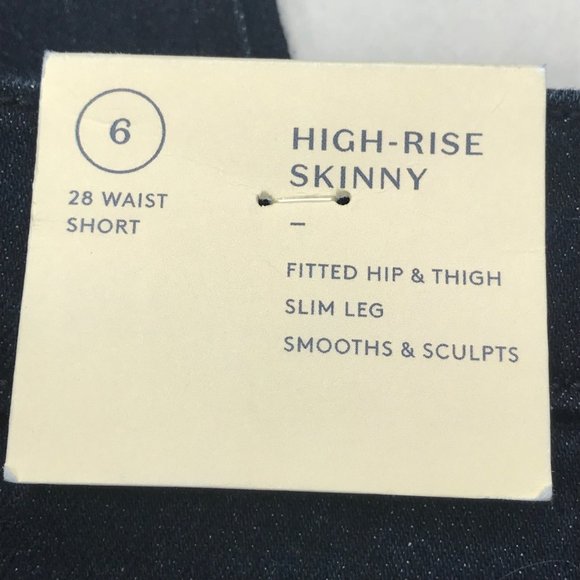 6
28 WAIST
SHORT
HIGH-RISE
SKINNY
–
FITTED HIP & THIGH
SLIM LEG
SMOOTHS & SCULPTS